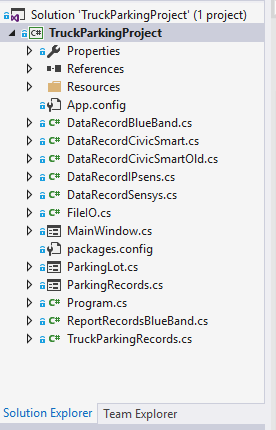 Solution 'TruckParkingProject' (1 project)
C# TruckParkingProject
Properties
References
Resources
App.config
C# DataRecordBlueBand.cs
C# DataRecordCivicSmart.cs
C# DataRecordCivicSmartOld.cs
C# DataRecordIPsens.cs
C# DataRecordSensys.cs
C# FileIO.cs
MainWindow.cs
packages.config
ParkingLot.cs
ParkingRecords.cs
C# Program.cs
C# ReportRecordsBlueBand.cs
C# TruckParkingRecords.cs
Solution Explorer Team Explorer